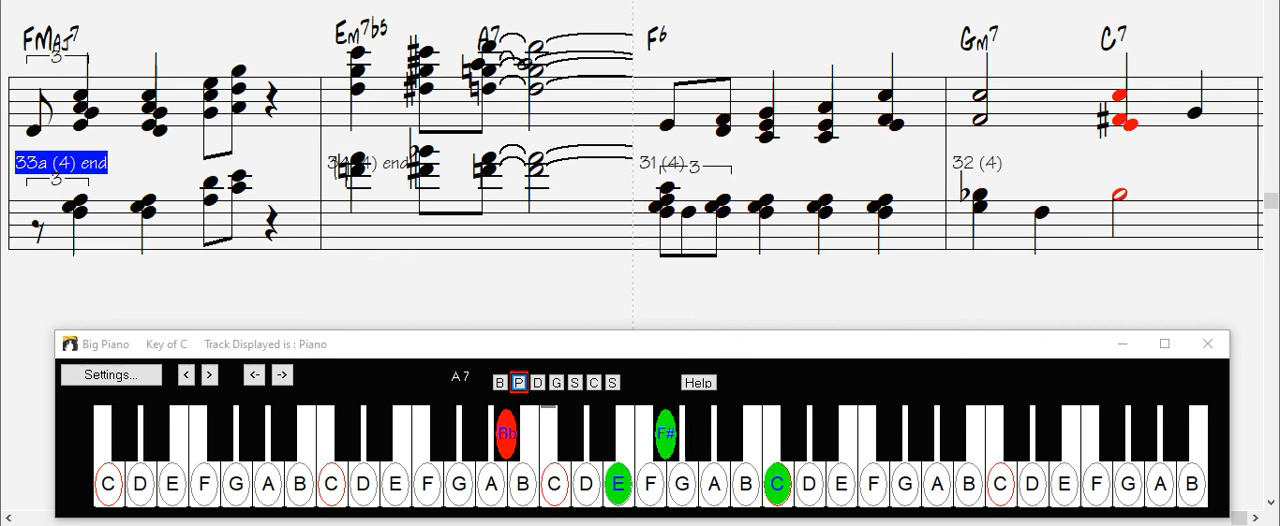 FMAJ7 Em7b5 A7 F6 Gm7 C7
3
33a (4) end 34 (4) end 31 (4) 3 32 (4)
3
Big Piano Key of C Track Displayed is : Piano
Settings... < > <- -> A 7 B P D G S C S Help
Bb F#
C D E F G A B C D E F G A B C D E F G A B C D E F G A B C D E F G A B